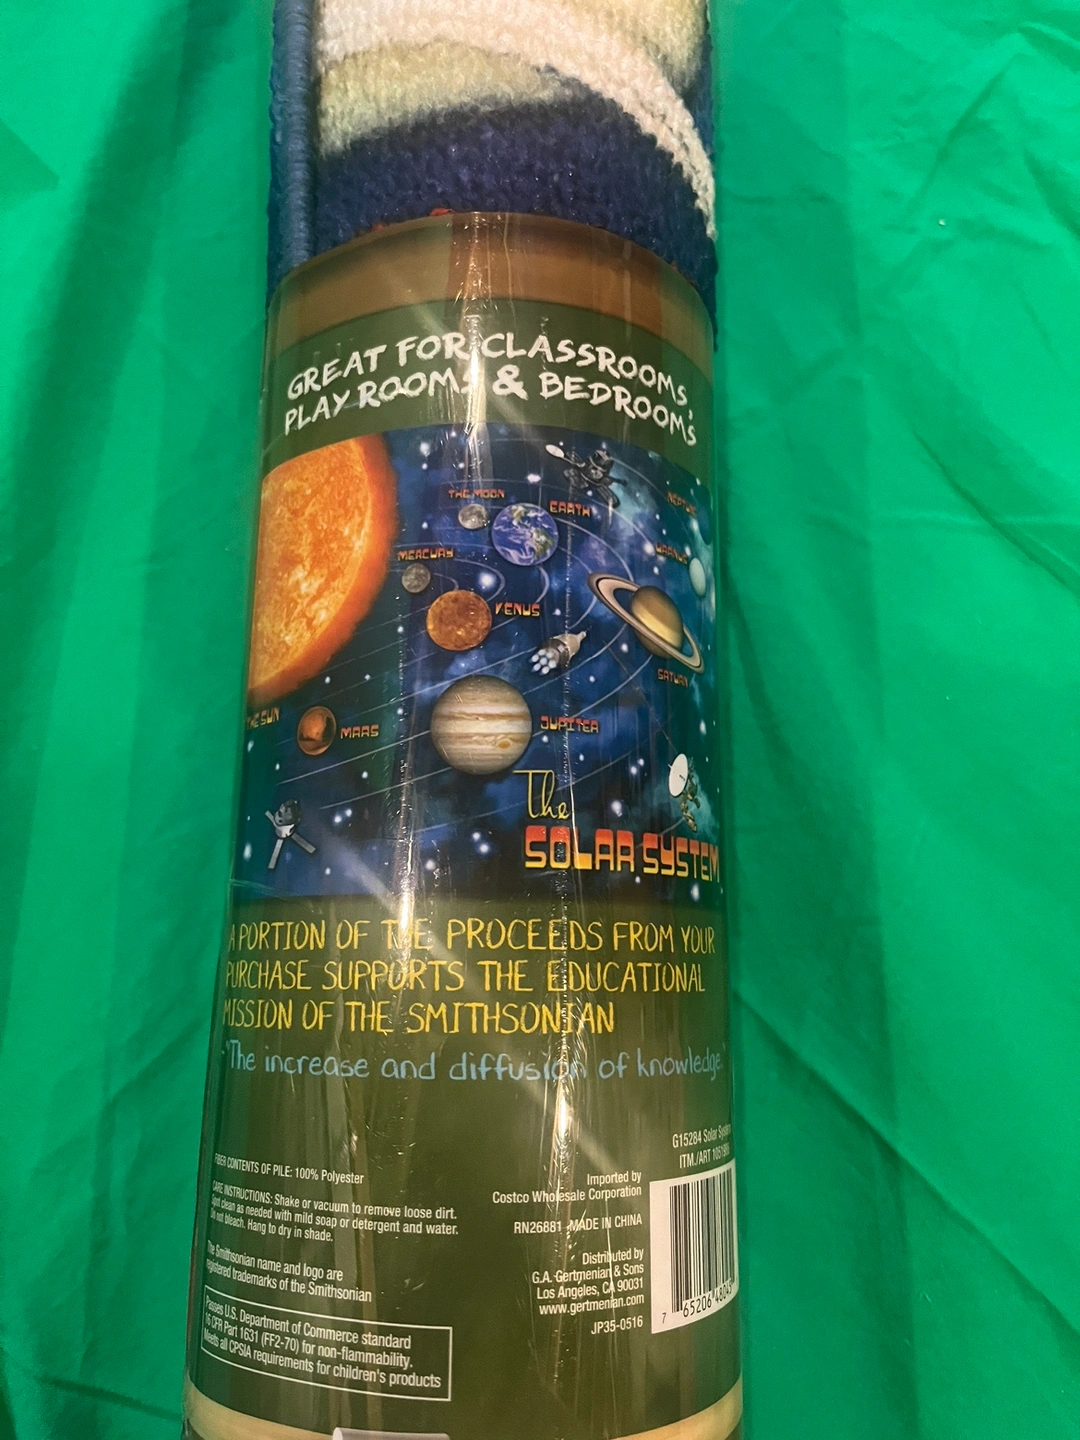 GREAT FOR CLASSROOMS,
PLAY ROOMS & BEDROOMS
THE MOON
EARTH
NEPTUNE
MERCURY
URANUS
VENUS
SATURN
THE SUN
MARS
JUPITER
The
SOLAR SYSTEM
A PORTION OF THE PROCEEDS FROM YOUR
PURCHASE SUPPORTS THE EDUCATIONAL
MISSION OF THE SMITHSONIAN
- "The increase and diffusion of knowledge."
FIBER CONTENTS OF PILE: 100% Polyester
CARE INSTRUCTIONS: Shake or vacuum to remove loose dirt.
Spot clean as needed with mild soap or detergent and water.
Do not bleach. Hang to dry in shade.
The Smithsonian name and logo are
registered trademarks of the Smithsonian
Passes U.S. Department of Commerce standard
16 CFR Part 1631 (FF2-70) for non-flammability.
Meets all CPSIA requirements for children's products
G15284 Solar System
ITM./ART
Imported by
Costco Wholesale Corporation
RN26881 MADE IN CHINA
Distributed by
G.A. Gertmenian & Sons
Los Angeles, CA 90031
www.gertmenian.com
JP35-0516
7 65206